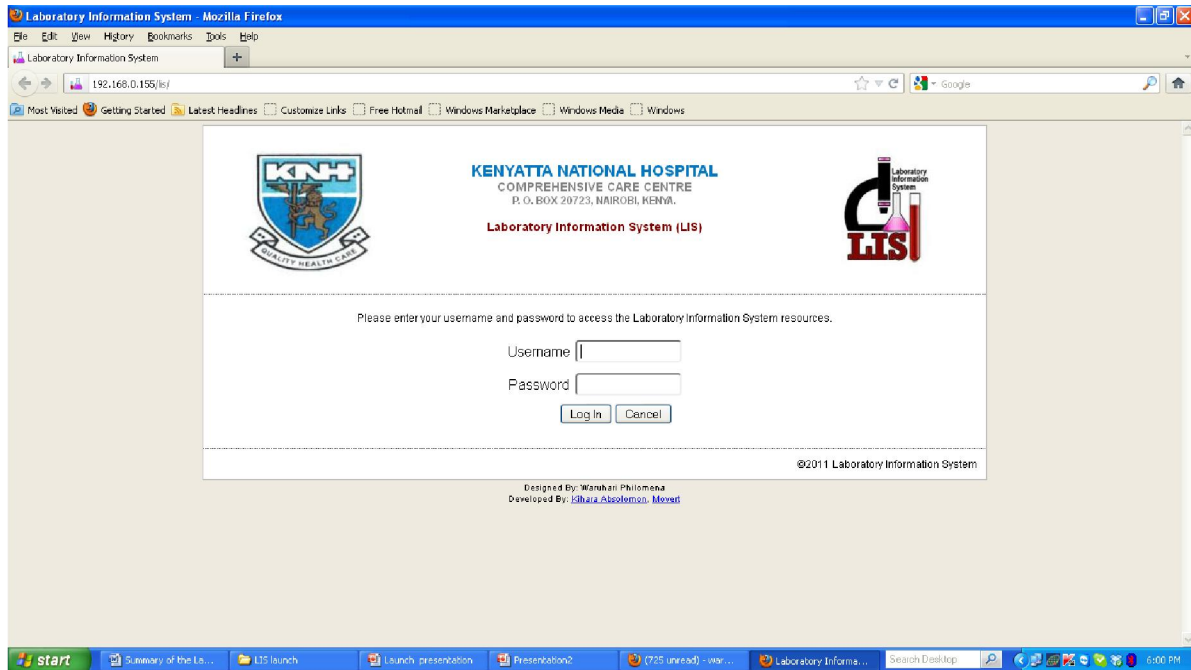 Laboratory Information System - Mozilla Firefox
File Edit View History Bookmarks Tools Help
Laboratory Information System
192.168.0.155/lis/
Google
Most Visited Getting Started Latest Headlines Customize Links Free Hotmail Windows Marketplace Windows Media Windows
KNH
QUALITY HEALTH CARE
KENYATTA NATIONAL HOSPITAL
COMPREHENSIVE CARE CENTRE
P. O. BOX 20723, NAIROBI, KENYA.
Laboratory Information System (LIS)
Laboratory
Information
System
LIS
Please enter your username and password to access the Laboratory Information System resources.
Username
Password
Log In Cancel
©2011 Laboratory Information System
Designed By: Waruhari Philomena
Developed By: Kihara Absolemon, Movert
start Summary of the La... LIS launch Launch presentation Presentation2 (725 unread) - war... Laboratory Informa... Search Desktop 6:00 PM